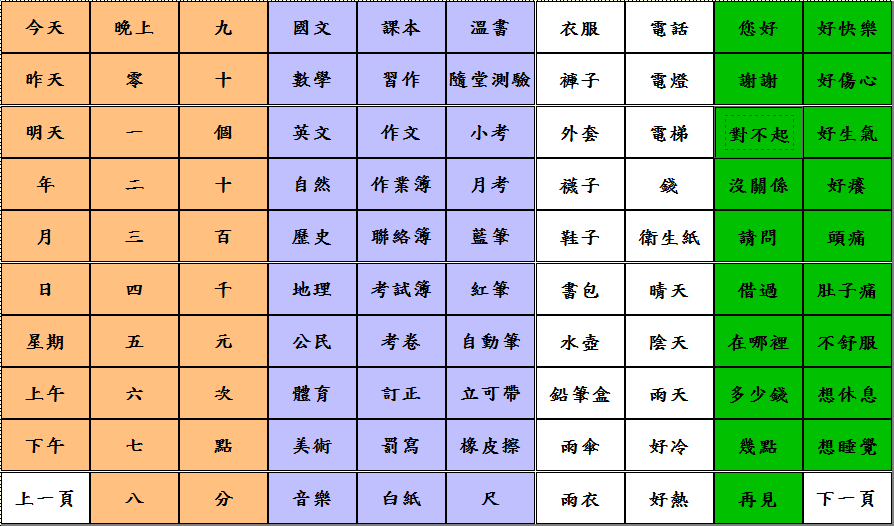 今天 晚上 九 國文 課本 溫書 衣服 電話 您好 好快樂
昨天 零 十 數學 習作 隨堂測驗 褲子 電燈 謝謝 好傷心
明天 一 個 英文 作文 小考 外套 電梯 對不起 好生氣
年 二 十 自然 作業簿 月考 襪子 錢 沒關係 好癢
月 三 百 歷史 聯絡簿 藍筆 鞋子 衛生紙 請問 頭痛
日 四 千 地理 考試簿 紅筆 書包 晴天 借過 肚子痛
星期 五 元 公民 考卷 自動筆 水壺 陰天 在哪裡 不舒服
上午 六 次 體育 訂正 立可帶 鉛筆盒 雨天 多少錢 想休息
下午 七 點 美術 罰寫 橡皮擦 雨傘 好冷 幾點 想睡覺
上一頁 八 分 音樂 白紙 尺 雨衣 好熱 再見 下一頁